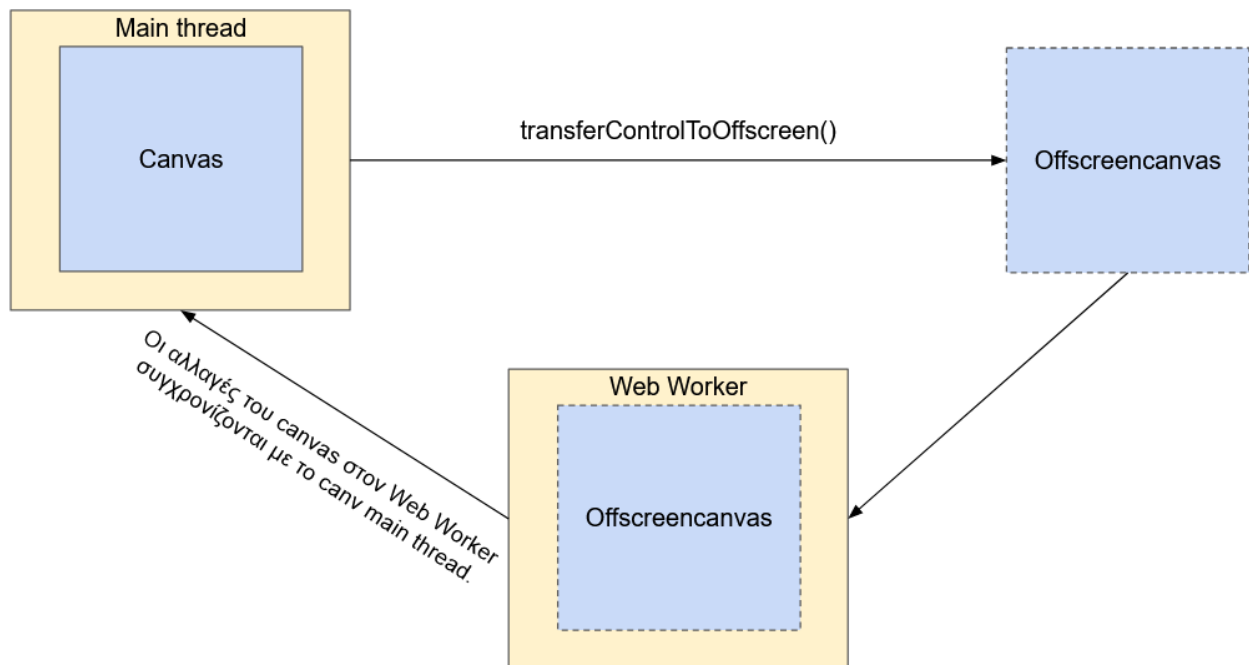 Main thread
Canvas
transferControlToOffscreen()
Offscreencanvas
Οι αλλαγές του canvas στον Web Worker
συγχρονίζονται με το canv main thread.
Web Worker
Offscreencanvas